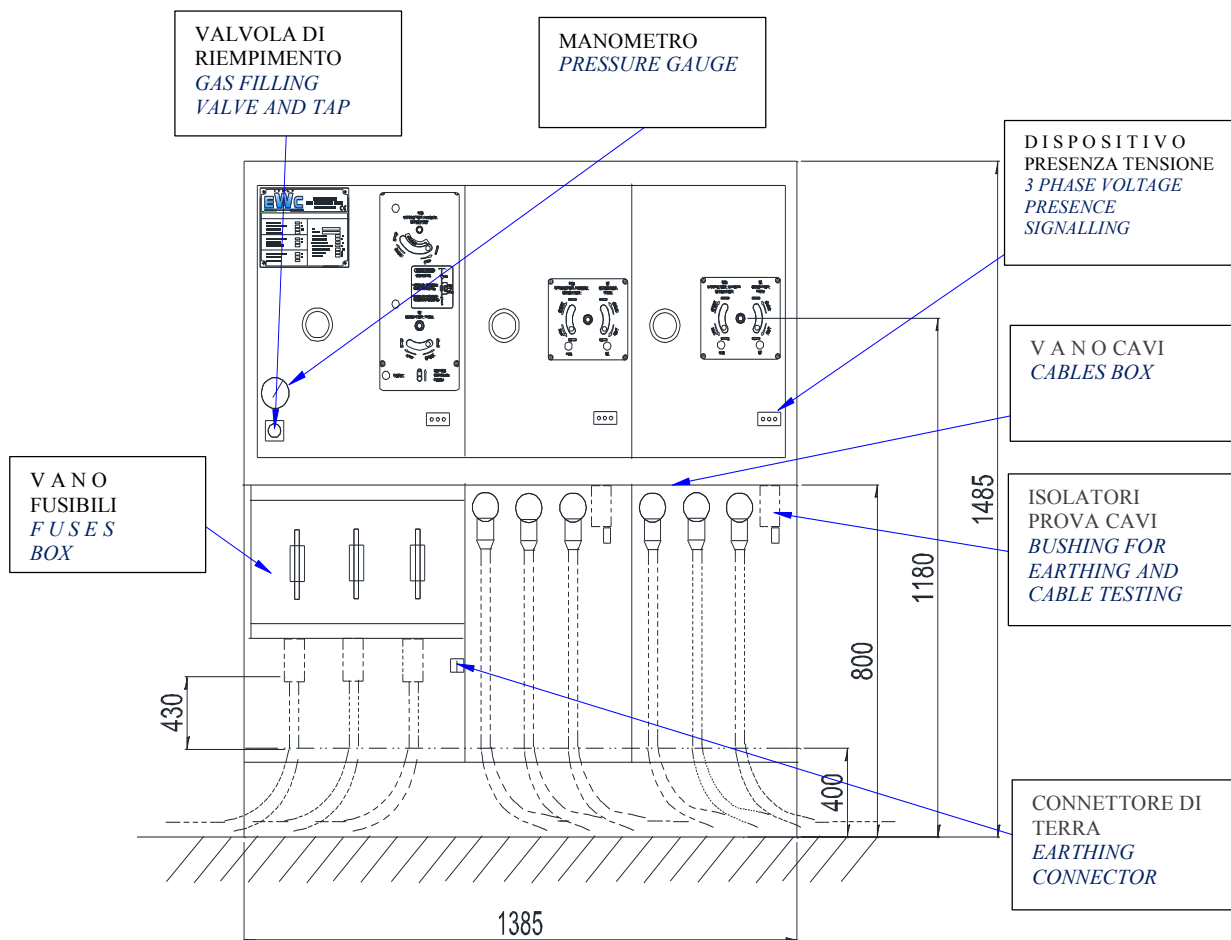 VALVOLA DI
RIEMPIMENTO
GAS FILLING
VALVE AND TAP
MANOMETRO
PRESSURE GAUGE
D I S P O S I T I V O
PRESENZA TENSIONE
3 PHASE VOLTAGE
PRESENCE
SIGNALLING
EWC
V A N O C A V I
CABLES BOX
V A N O
FUSIBILI
F U S E S
BOX
ISOLATORI
PROVA CAVI
BUSHING FOR
EARTHING AND
CABLE TESTING
1485
1180
800
430
400
CONNETTORE DI
TERRA
EARTHING
CONNECTOR
1385